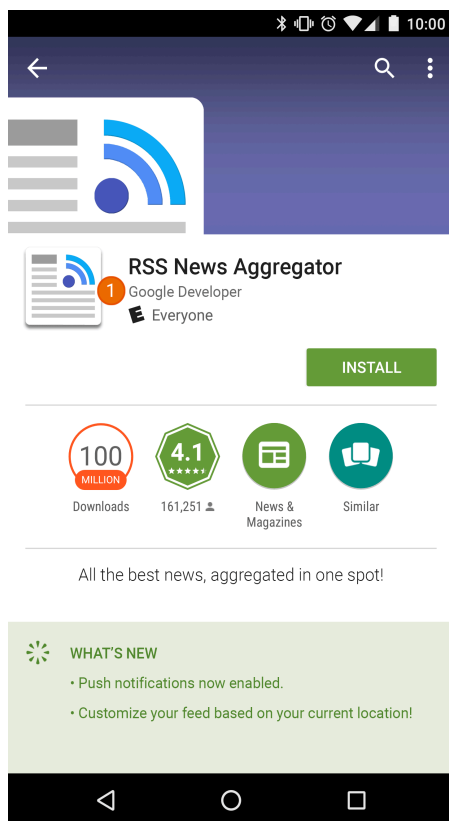 10:00
RSS News Aggregator
1
Google Developer
E
Everyone
INSTALL
100
MILLION
4.1
Downloads
161,251
News &
Magazines
Similar
All the best news, aggregated in one spot!
WHAT'S NEW
• Push notifications now enabled.
• Customize your feed based on your current location!